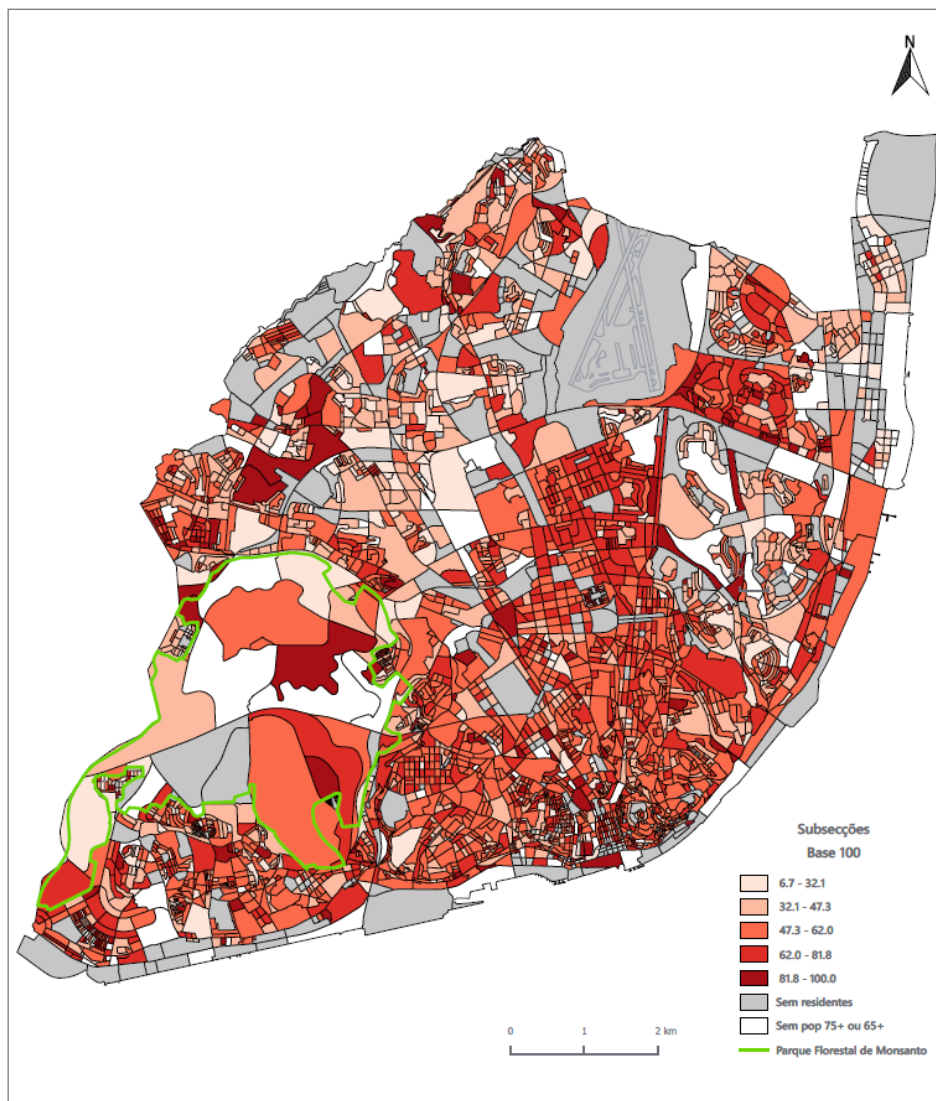 N
Subsecções
Base 100
6.7 - 32.1
32.1 - 47.3
47.3 - 62.0
62.0 - 81.8
81.8 - 100.0
Sem residentes
Sem pop 75+ ou 65+
Parque Florestal de Monsanto
0 1 2 km